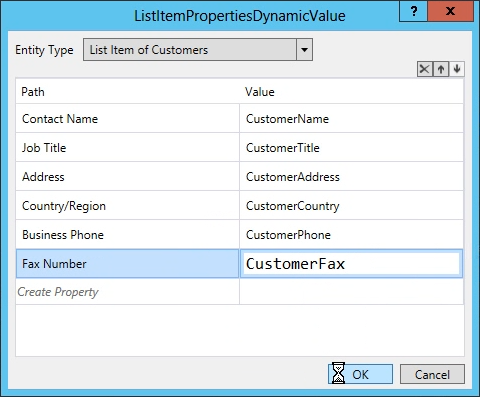 ListItemPropertiesDynamicValue ? x
Entity Type List Item of Customers
Path Value
Contact Name CustomerName
Job Title CustomerTitle
Address CustomerAddress
Country/Region CustomerCountry
Business Phone CustomerPhone
Fax Number CustomerFax
Create Property
OK Cancel